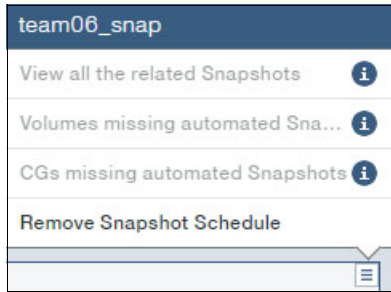 team06_snap
View all the related Snapshots
Volumes missing automated Sna...
CGs missing automated Snapshots
Remove Snapshot Schedule